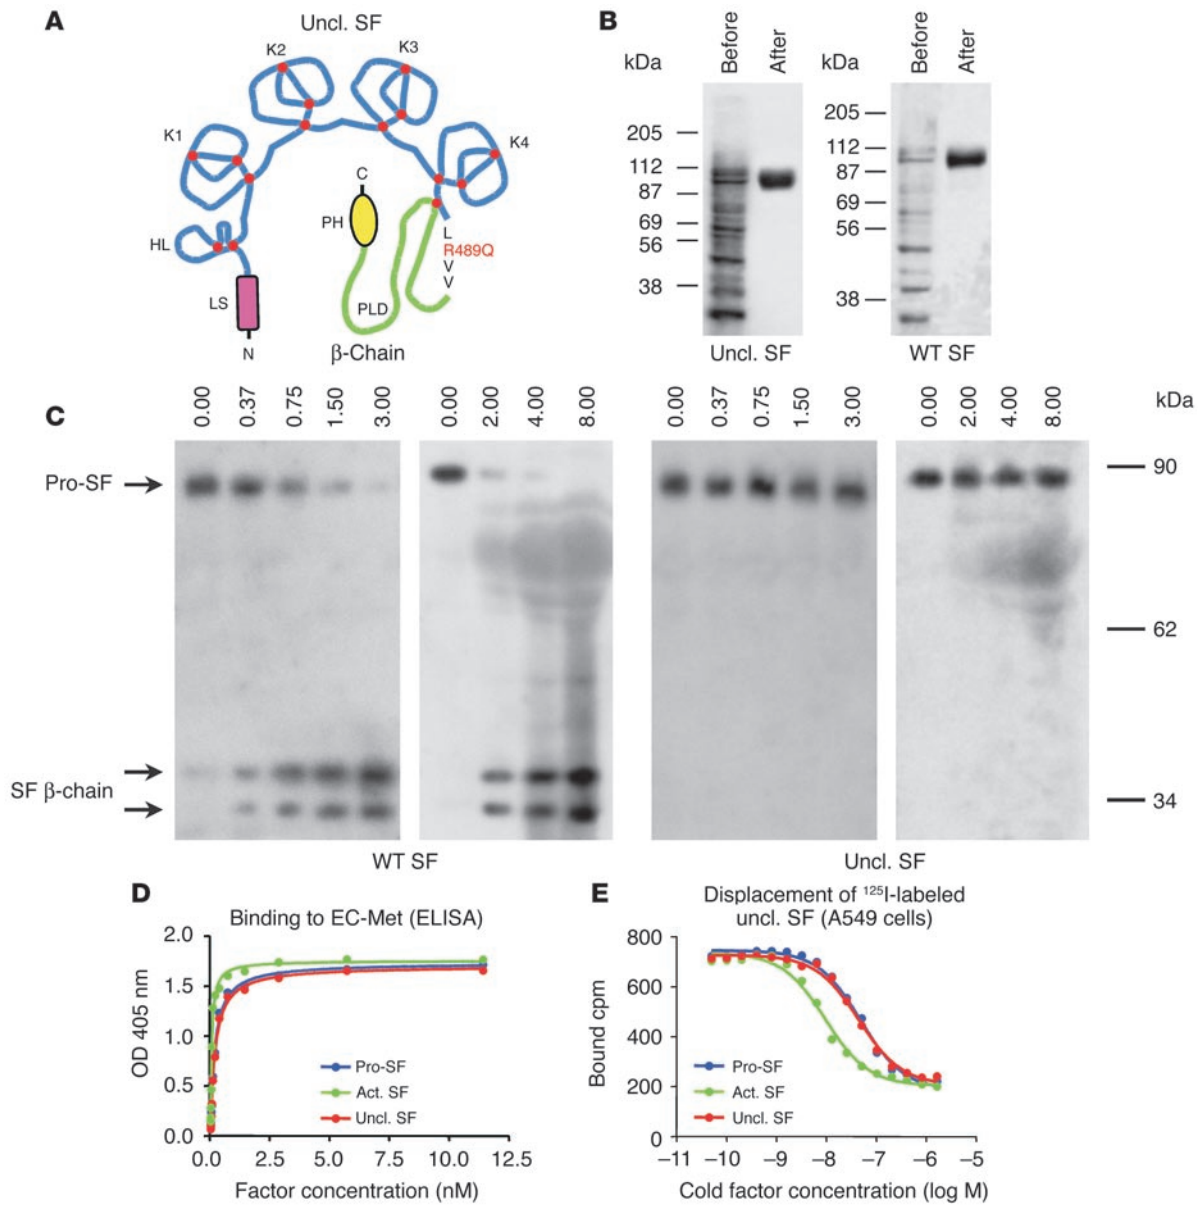 A
Uncl. SF
K2
K3
K1
K4
HL
LS
N
C
PH
PLD
L
R489Q
V
V
β-Chain
B
kDa
Before
After
205
112
87
69
56
38
Uncl. SF
kDa
Before
After
205
112
87
69
56
38
WT SF
C
0.00 0.37 0.75 1.50 3.00
0.00 2.00 4.00 8.00
0.00 0.37 0.75 1.50 3.00
0.00 2.00 4.00 8.00
kDa
Pro-SF
90
62
SF β-chain
34
WT SF
Uncl. SF
D
Binding to EC-Met (ELISA)
OD 405 nm
2.0
1.5
1.0
0.5
0.0
Pro-SF
Act. SF
Uncl. SF
0.0 2.5 5.0 7.5 10.0 12.5
Factor concentration (nM)
E
Displacement of ¹²⁵I-labeled
uncl. SF (A549 cells)
Bound cpm
800
600
400
200
0
Pro-SF
Act. SF
Uncl. SF
–11 –10 –9 –8 –7 –6 –5
Cold factor concentration (log M)